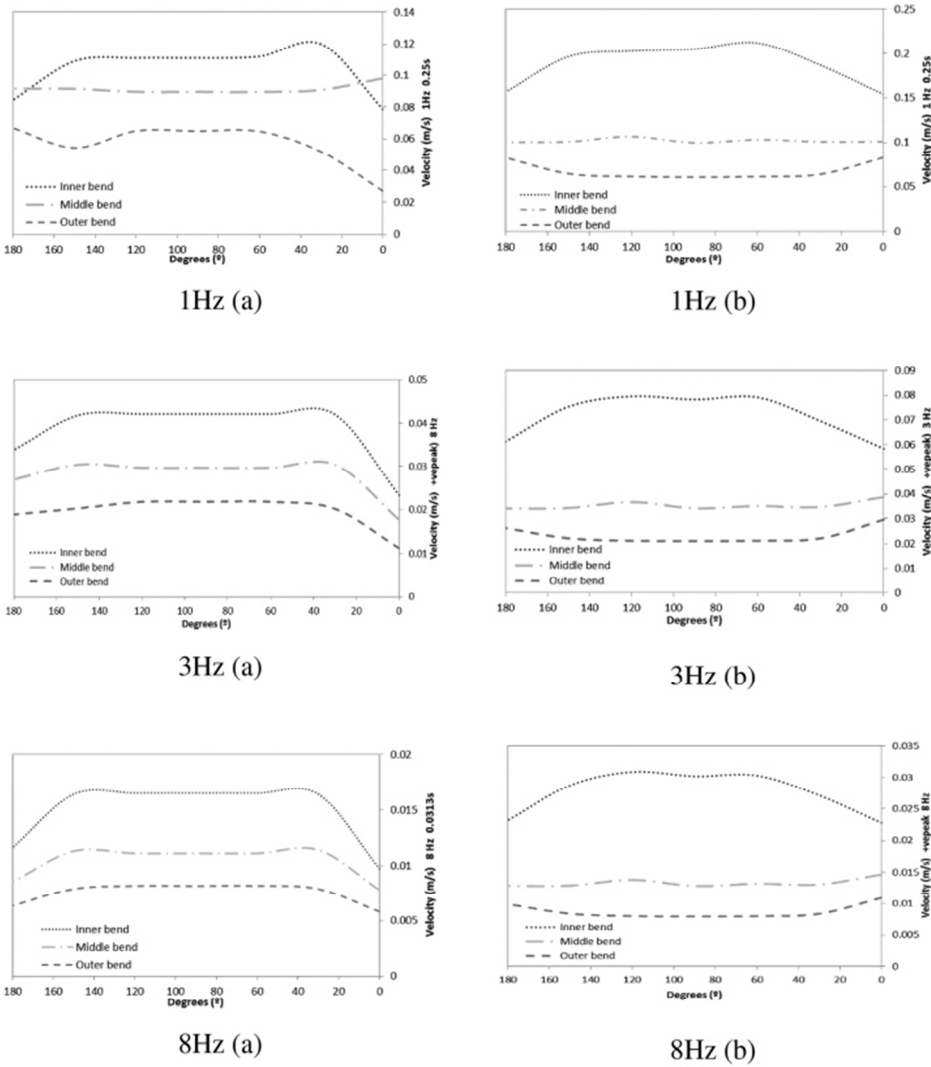 0.14
0.12
0.1
0.08
0.06
0.04
0.02
0
Velocity (m/s) 1Hz 0.25s
Inner bend
Middle bend
Outer bend
180 160 140 120 100 80 60 40 20 0
Degrees (º)
1Hz (a)
0.25
0.2
0.15
0.1
0.05
0
Velocity (m/s) 1 Hz 0.25s
Inner bend
Middle bend
Outer bend
180 160 140 120 100 80 60 40 20 0
Degrees (º)
1Hz (b)
0.05
0.04
0.03
0.02
0.01
0
Velocity (m/s) +vepeak) 8 Hz
Inner bend
Middle bend
Outer bend
180 160 140 120 100 80 60 40 20 0
Degrees (º)
3Hz (a)
0.09
0.08
0.07
0.06
0.05
0.04
0.03
0.02
0.01
0
Velocity (m/s) +vepeak) 3 Hz
Inner bend
Middle bend
Outer bend
180 160 140 120 100 80 60 40 20 0
Degrees (º)
3Hz (b)
0.02
0.015
0.01
0.005
0
Velocity (m/s) 8 Hz 0.0313s
Inner bend
Middle bend
Outer bend
180 160 140 120 100 80 60 40 20 0
Degrees (º)
8Hz (a)
0.035
0.03
0.025
0.02
0.015
0.01
0.005
0
Velocity (m/s) +vepeak 8Hz
Inner bend
Middle bend
Outer bend
180 160 140 120 100 80 60 40 20 0
Degrees (º)
8Hz (b)